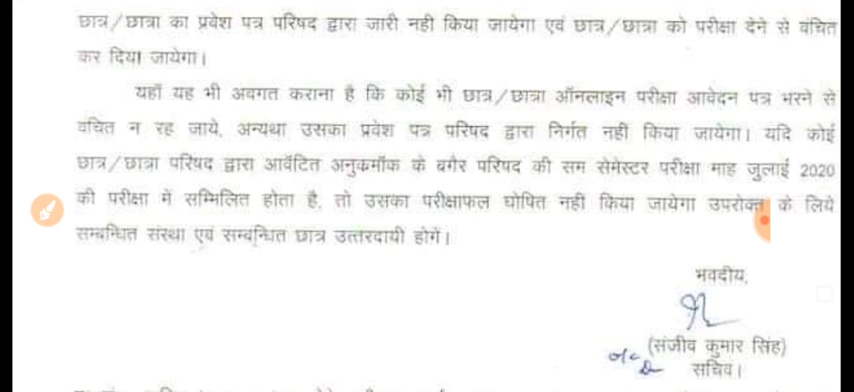 छात्र/छात्रा का प्रवेश पत्र परिषद द्वारा जारी नही किया जायेगा एवं छात्र/छात्रा को परीक्षा देने से वंचित
कर दिया जायेगा।
यहाँ यह भी अवगत कराना है कि कोई भी छात्र/छात्रा ऑनलाइन परीक्षा आवेदन पत्र भरने से
वंचित न रह जाये, अन्यथा उसका प्रवेश पत्र परिषद द्वारा निर्गत नही किया जायेगा। यदि कोई
छात्र/छात्रा परिषद द्वारा आवंटित अनुकमॉक के बगैर परिषद की सम सेमेस्टर परीक्षा माह जुलाई 2020
की परीक्षा में सम्मिलित होता है, तो उसका परीक्षाफल घोषित नही किया जायेगा उपरोक्त के लिये
सम्बन्धित संस्था एवं सम्बन्धित छात्र उत्तरदायी होगें।
भवदीय,
(संजीव कुमार सिंह)
सचिव।